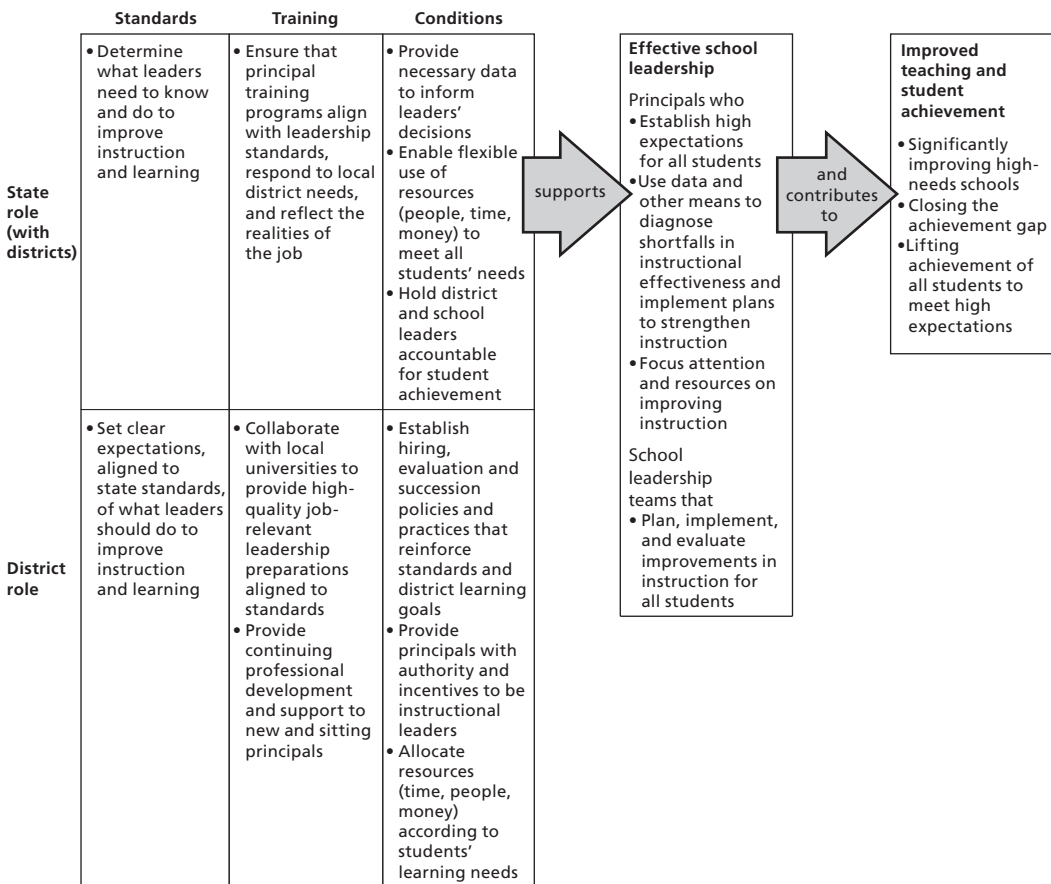 Standards
Training
Conditions
State
role
(with
districts)
• Determine
what leaders
need to know
and do to
improve
instruction
and learning
• Ensure that
principal
training
programs align
with leadership
standards,
respond to local
district needs,
and reflect the
realities of
the job
• Provide
necessary data
to inform
leaders’
decisions
• Enable flexible
use of
resources
(people, time,
money) to
meet all
students’ needs
• Hold district
and school
leaders
accountable
for student
achievement
District
role
• Set clear
expectations,
aligned to
state standards,
of what leaders
should do to
improve
instruction
and learning
• Collaborate
with local
universities to
provide high-
quality job-
relevant
leadership
preparations
aligned to
standards
• Provide
continuing
professional
development
and support to
new and sitting
principals
• Establish
hiring,
evaluation and
succession
policies and
practices that
reinforce
standards and
district learning
goals
• Provide
principals with
authority and
incentives to be
instructional
leaders
• Allocate
resources
(time, people,
money)
according to
students’
learning needs
supports
Effective school
leadership
Principals who
• Establish high
expectations
for all students
• Use data and
other means to
diagnose
shortfalls in
instructional
effectiveness and
implement plans
to strengthen
instruction
• Focus attention
and resources on
improving
instruction
School
leadership
teams that
• Plan, implement,
and evaluate
improvements in
instruction for
all students
and
contributes
to
Improved
teaching and
student
achievement
• Significantly
improving high-
needs schools
• Closing the
achievement gap
• Lifting
achievement of
all students to
meet high
expectations